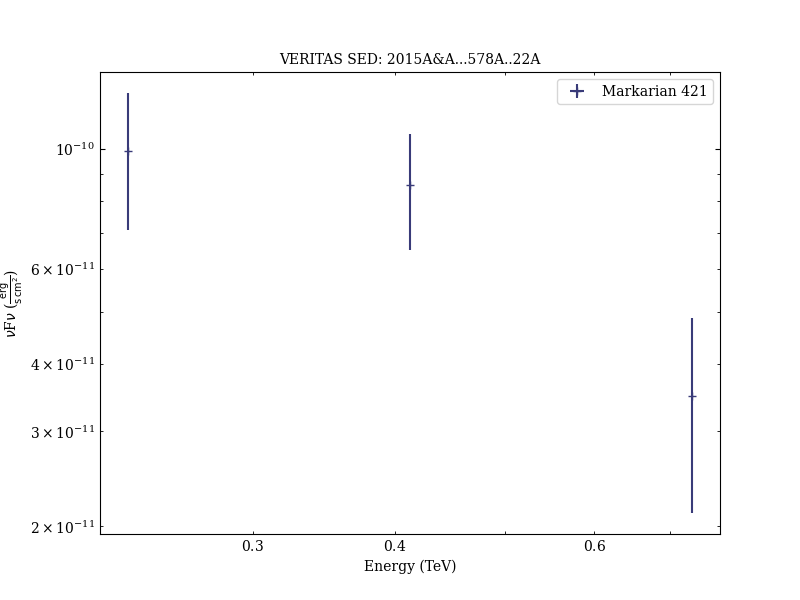 VERITAS SED: 2015A&A...578A..22A
Markarian 421
10⁻¹⁰
6×10⁻¹¹
4×10⁻¹¹
3×10⁻¹¹
2×10⁻¹¹
νFν (erg/s cm²)
0.3 0.4 0.6
Energy (TeV)